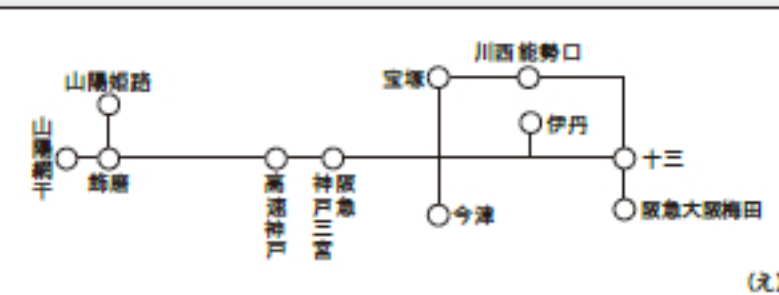 川西能勢口
山陽姫路
宝塚
伊丹
山陽網干
飾磨
十三
高速神戸
阪急
神戸三宮
今津
阪急大阪梅田
(え)